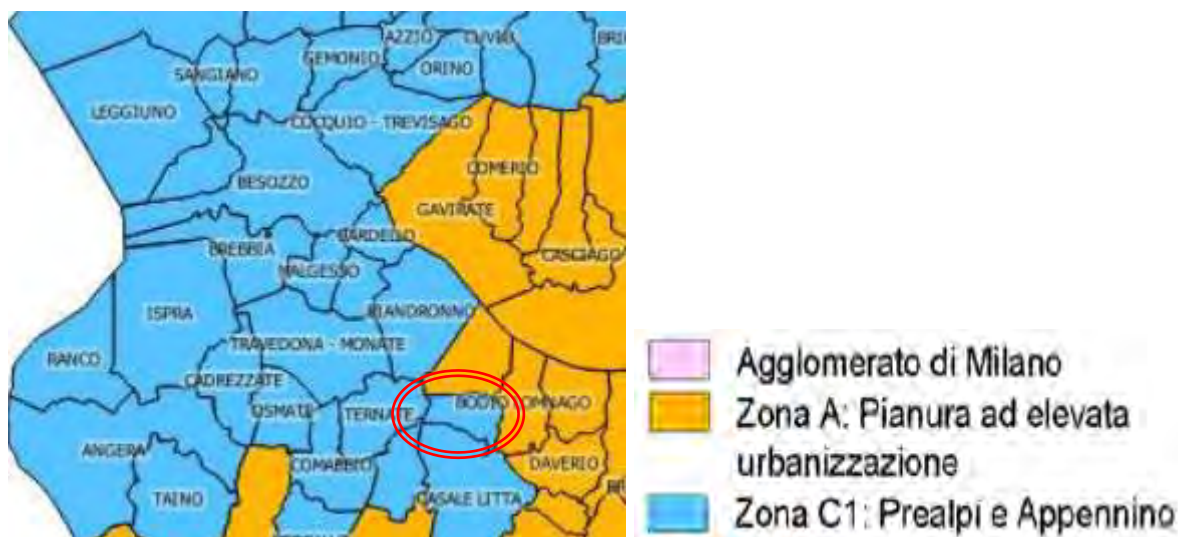 AZZIO
CUVIO
GEMONIO
SANGIANO
ORINO
LEGGIUNO
COCQUIO - TREVISAGO
COMERIO
BESOZZO
GAVIRATE
BARDELLO
BREBBIA
CASCIAGO
MALGESSO
BIANDRONNO
ISPRA
TRAVEDONA - MONATE
RANCO
CADREZZATE
OSMATE
TERNATE
BODIO LOMNAGO
ANGERA
COMABBIO
DAVERIO
TAINO
CASALE LITTA
Agglomerato di Milano
Zona A: Pianura ad elevata
urbanizzazione
Zona C1: Prealpi e Appennino